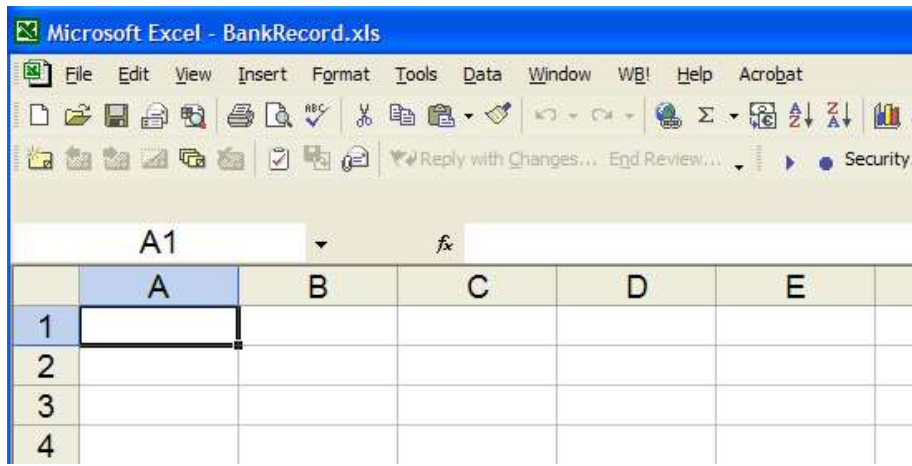 Microsoft Excel - BankRecord.xls
File Edit View Insert Format Tools Data Window WB! Help Acrobat
ABC Σ A Z Z A
Reply with Changes... End Review... Security
A1 fx
A B C D E
1
2
3
4